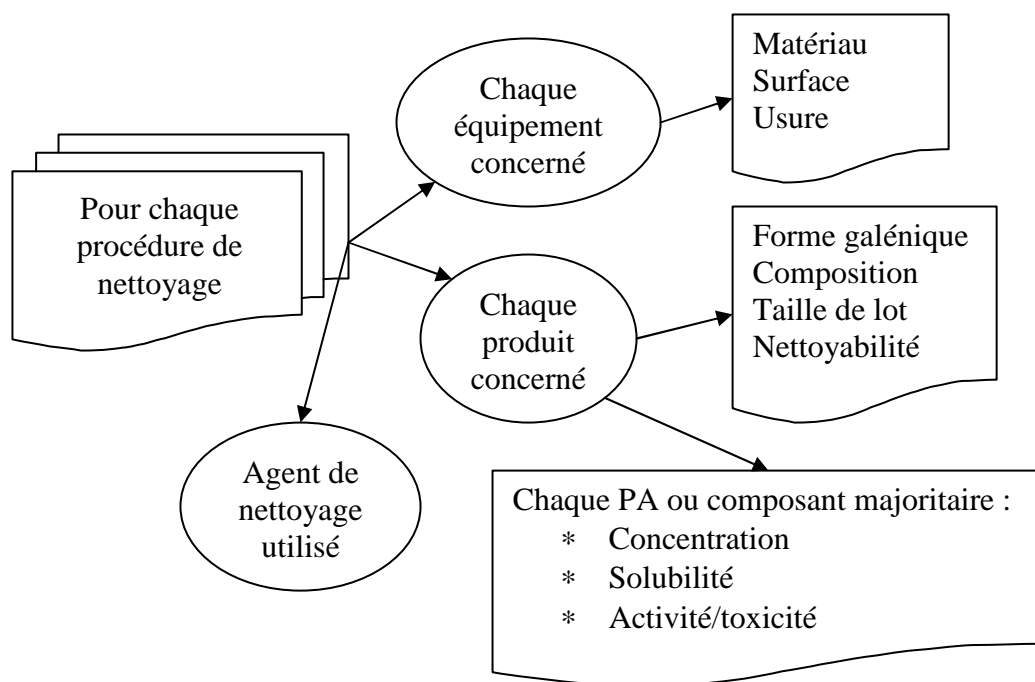 Pour chaque
procédure de
nettoyage
Chaque
équipement
concerné
Matériau
Surface
Usure
Chaque
produit
concerné
Forme galénique
Composition
Taille de lot
Nettoyabilité
Agent de
nettoyage
utilisé
Chaque PA ou composant majoritaire :
* Concentration
* Solubilité
* Activité/toxicité